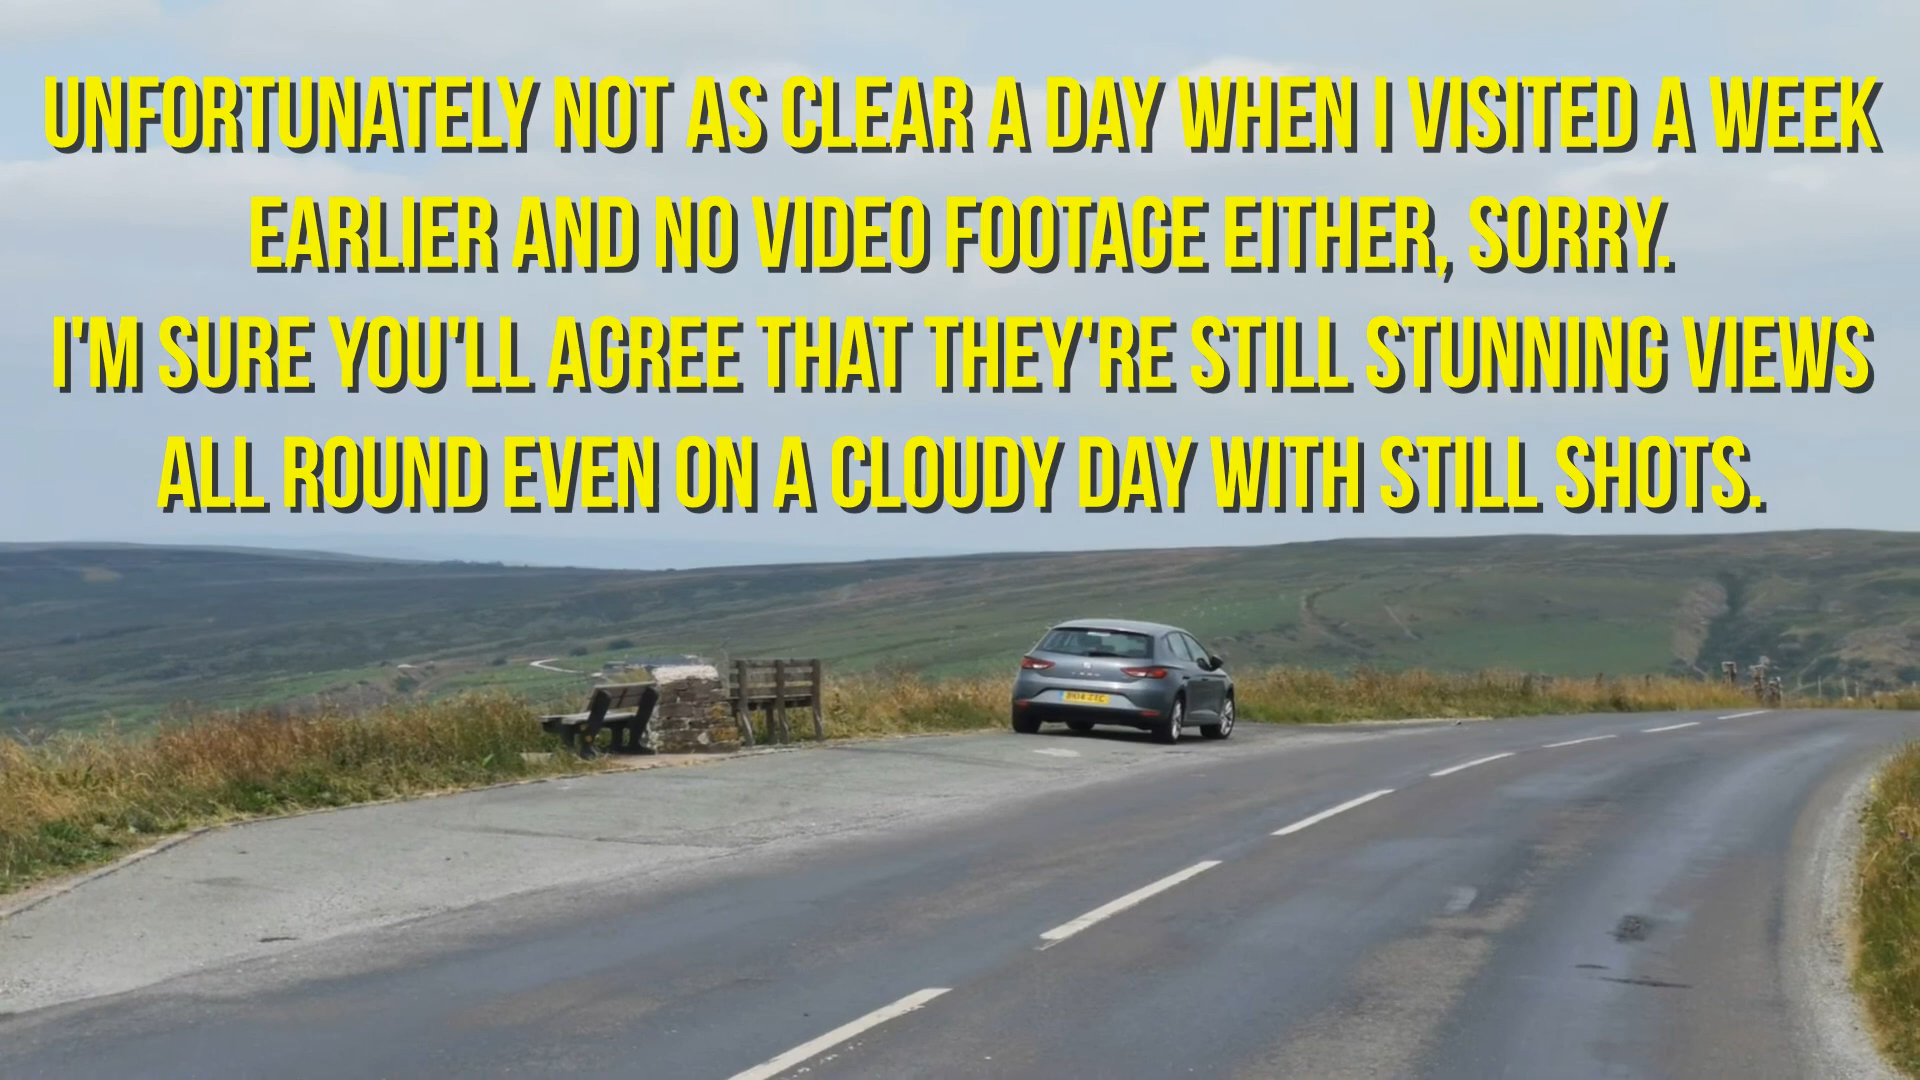 UNFORTUNATELY NOT AS CLEAR A DAY WHEN I VISITED A WEEK
EARLIER AND NO VIDEO FOOTAGE EITHER, SORRY.
I'M SURE YOU'LL AGREE THAT THEY'RE STILL STUNNING VIEWS
ALL ROUND EVEN ON A CLOUDY DAY WITH STILL SHOTS.